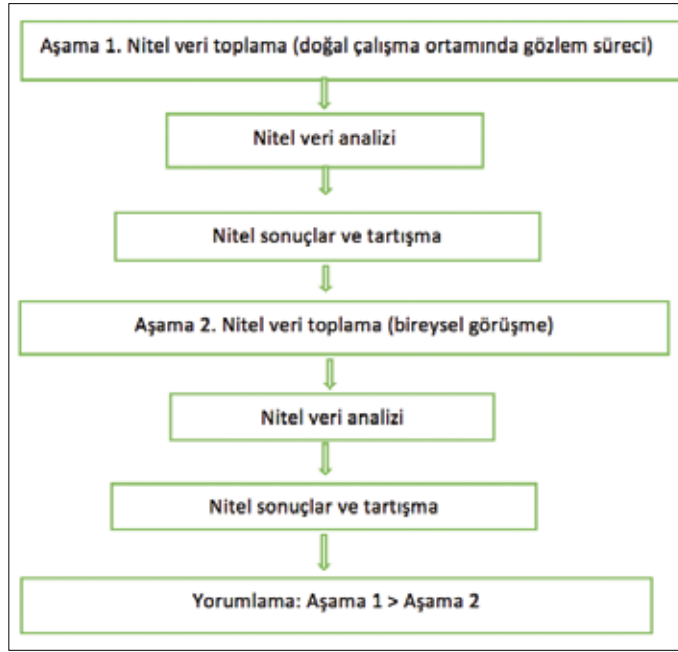 Aşama 1. Nitel veri toplama (doğal çalışma ortamında gözlem süreci)
Nitel veri analizi
Nitel sonuçlar ve tartışma
Aşama 2. Nitel veri toplama (bireysel görüşme)
Nitel veri analizi
Nitel sonuçlar ve tartışma
Yorumlama: Aşama 1 > Aşama 2